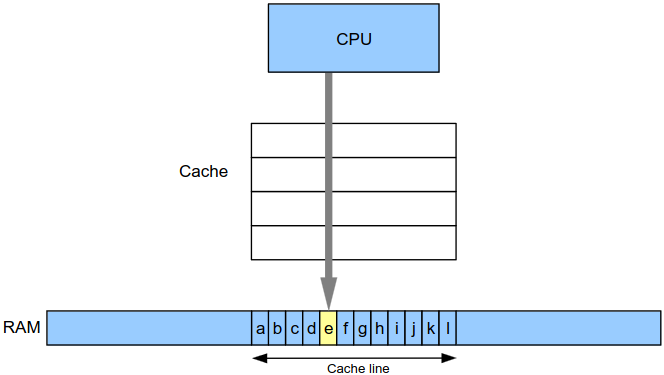 CPU
Cache
RAM
a b c d e f g h i j k l
Cache line